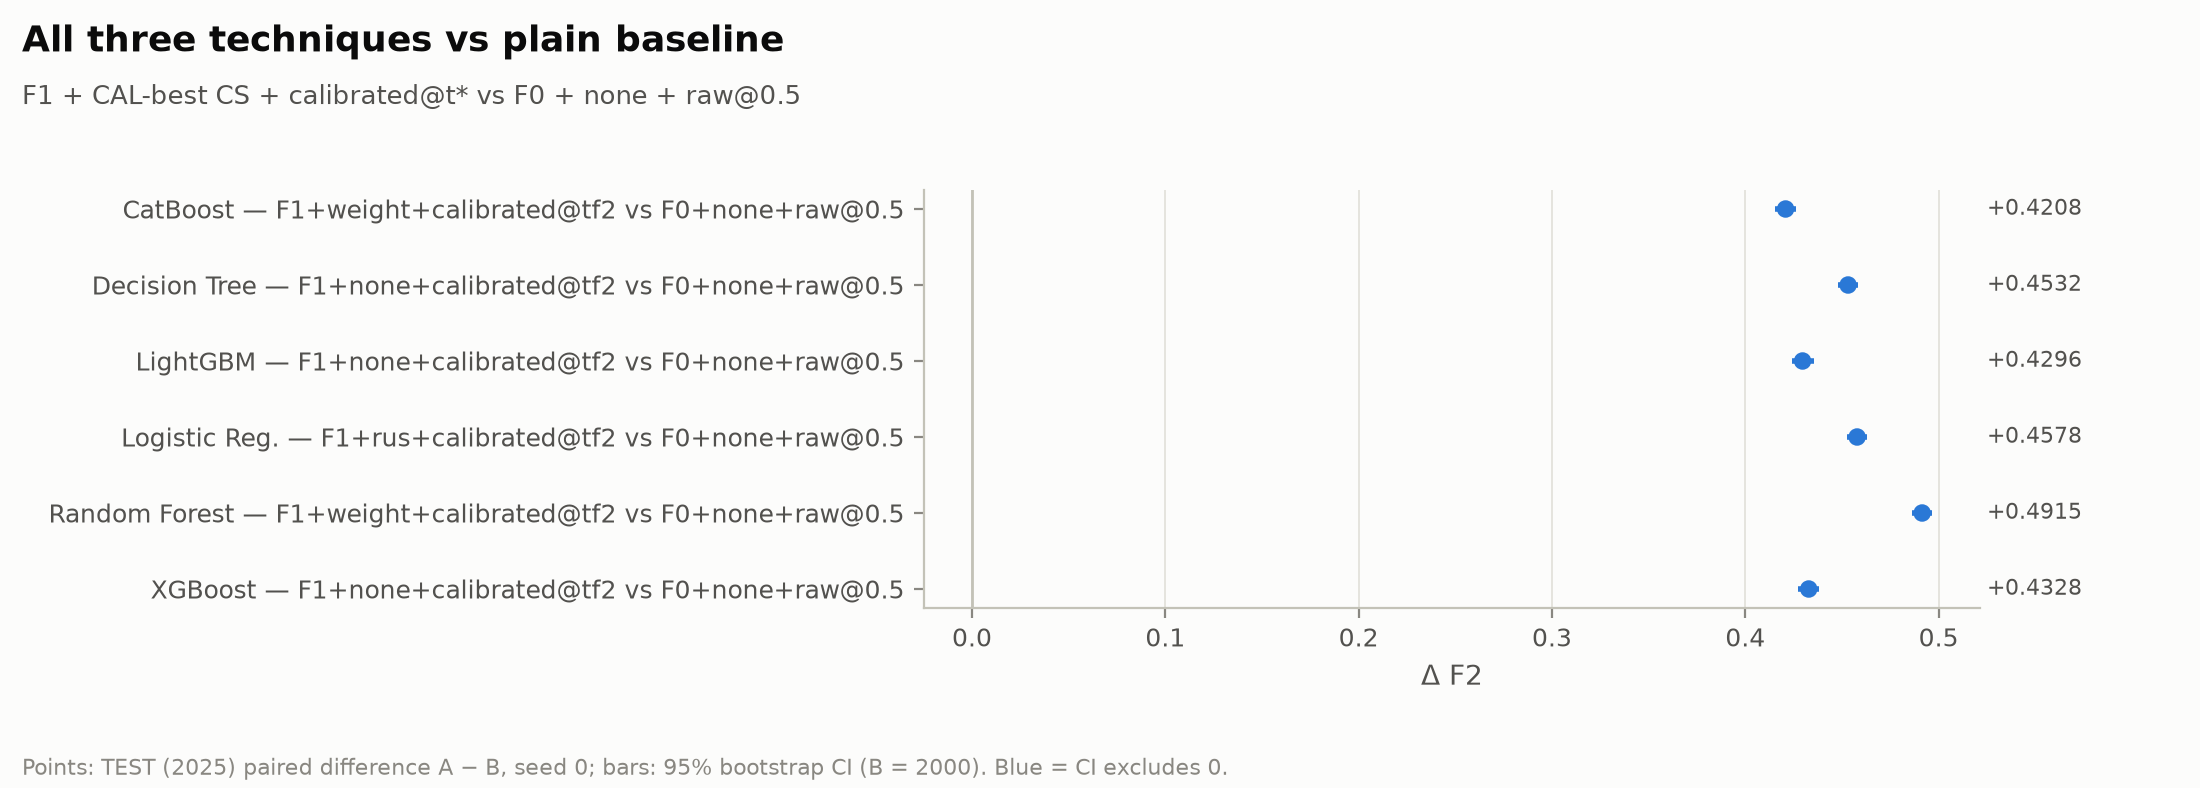 All three techniques vs plain baseline
F1 + CAL-best CS + calibrated@t* vs F0 + none + raw@0.5
CatBoost — F1+weight+calibrated@tf2 vs F0+none+raw@0.5 +0.4208
Decision Tree — F1+none+calibrated@tf2 vs F0+none+raw@0.5 +0.4532
LightGBM — F1+none+calibrated@tf2 vs F0+none+raw@0.5 +0.4296
Logistic Reg. — F1+rus+calibrated@tf2 vs F0+none+raw@0.5 +0.4578
Random Forest — F1+weight+calibrated@tf2 vs F0+none+raw@0.5 +0.4915
XGBoost — F1+none+calibrated@tf2 vs F0+none+raw@0.5 +0.4328
0.0 0.1 0.2 0.3 0.4 0.5
Δ F2
Points: TEST (2025) paired difference A − B, seed 0; bars: 95% bootstrap CI (B = 2000). Blue = CI excludes 0.